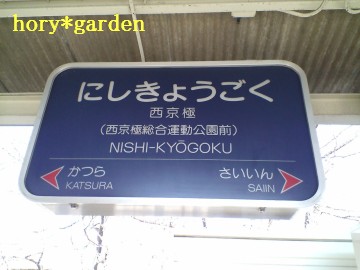 hory*garden
にしきょうごく
西京極
(西京極総合運動公園前)
NISHI-KYŌGOKU
かつら さいいん
KATSURA SAIIN